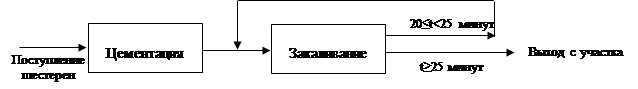 20≤t<25 минут
Поступление
шестерен
Цементация
Закаливание
Выход с участка
t≥25 минут